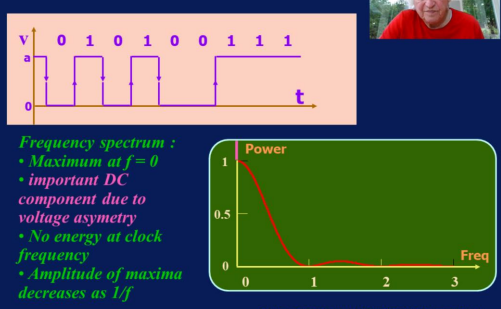 V 0 1 0 1 0 0 1 1 1
a
0
t
Frequency spectrum :
• Maximum at f = 0
• important DC
component due to
voltage asymetry
• No energy at clock
frequency
• Amplitude of maxima
decreases as 1/f
Power
1
0.5
0
Freq
0 1 2 3